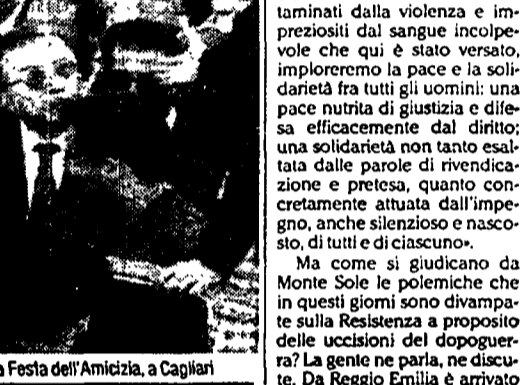 a Festa dell'Amicizia, a Cagliari
taminati dalla violenza e im-
preziositi dal sangue incolpe-
vole che qui è stato versato,
imploreremo la pace e la soli-
darietà fra tutti gli uomini: una
pace nutrita di giustizia e dife-
sa efficacemente dal diritto;
una solidarietà non tanto esal-
tata dalle parole di rivendica-
zione e pretesa, quanto con-
cretamente attuata dall'impe-
gno, anche silenzioso e nasco-
sto, di tutti e di ciascuno».
Ma come si giudicano da
Monte Sole le polemiche che
in questi giorni sono divampa-
te sulla Resistenza a proposito
delle uccisioni del dopoguer-
ra? La gente ne parla, ne discu-
te. Da Reggio Emilia è arrivato